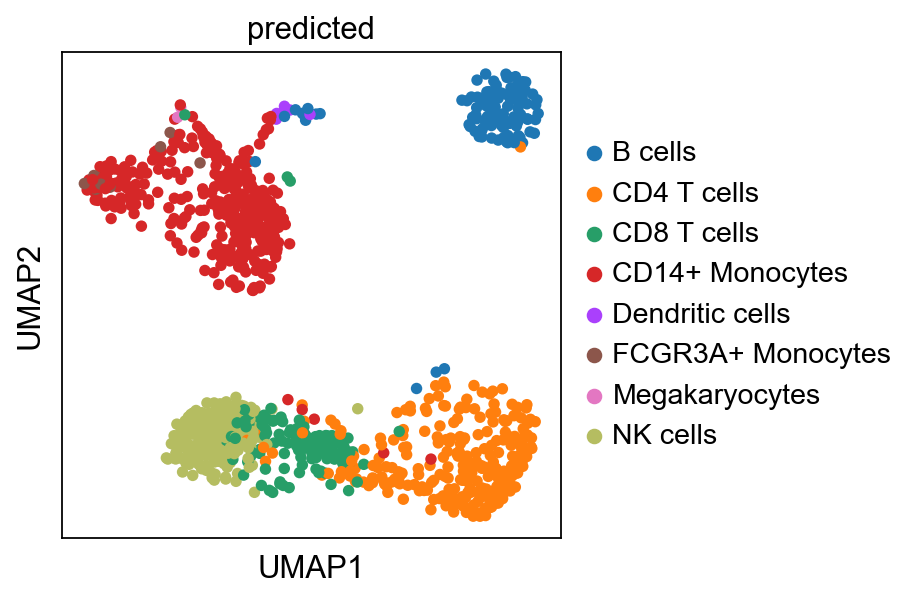 predicted
UMAP2
UMAP1
B cells
CD4 T cells
CD8 T cells
CD14+ Monocytes
Dendritic cells
FCGR3A+ Monocytes
Megakaryocytes
NK cells